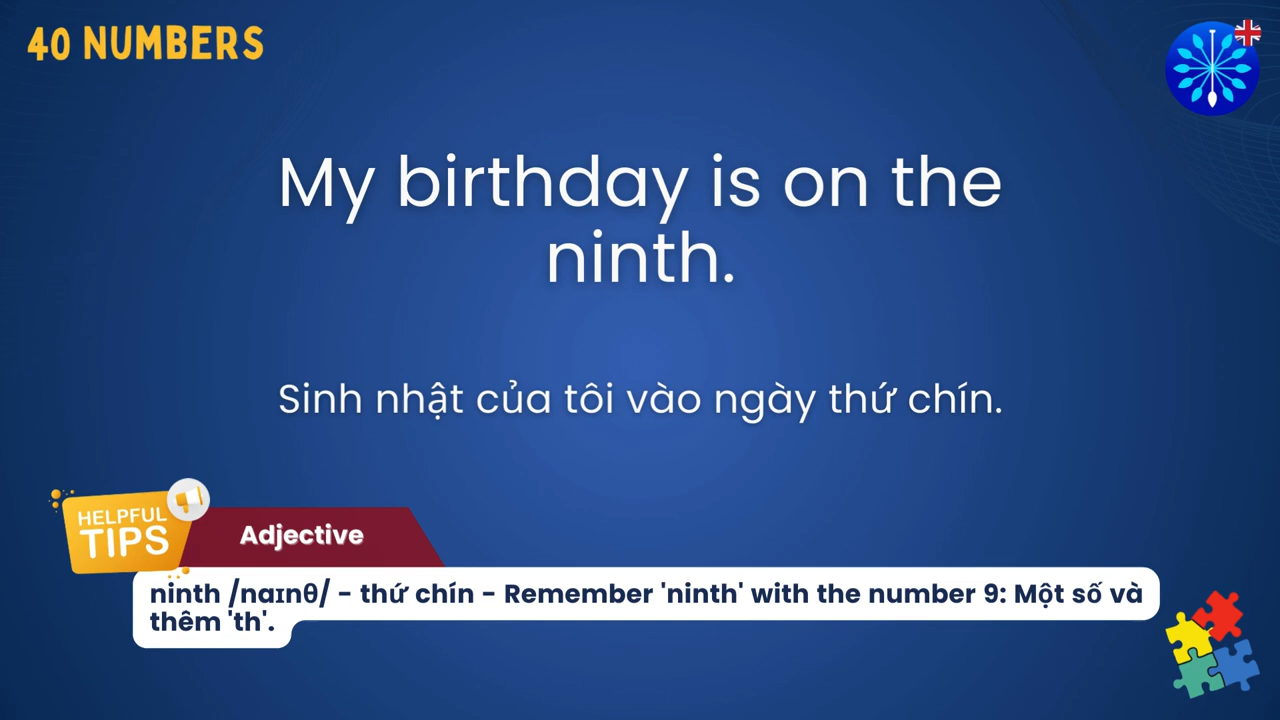 40 NUMBERS
My birthday is on the
ninth.
Sinh nhật của tôi vào ngày thứ chín.
HELPFUL
TIPS
Adjective
ninth /naɪnθ/ - thứ chín - Remember 'ninth' with the number 9: Một số và
thêm 'th'.